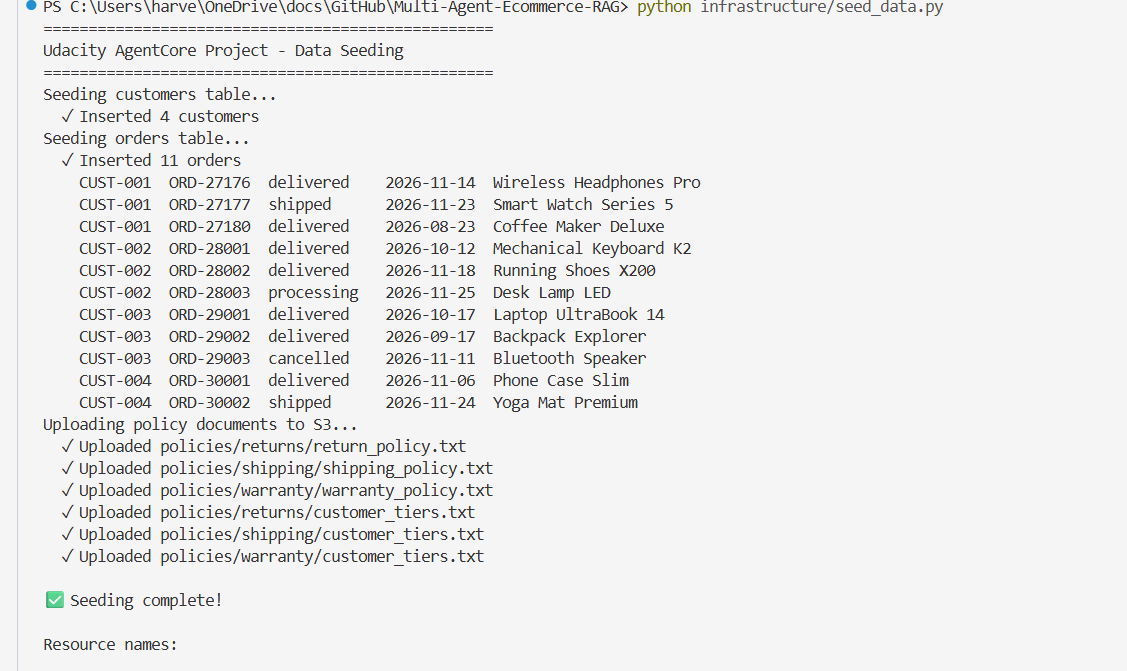 PS C:\Users\harve\OneDrive\docs\GitHub\Multi-Agent-Ecommerce-RAG> python infrastructure/seed_data.py
==================================================
Udacity AgentCore Project - Data Seeding
==================================================
Seeding customers table...
✓ Inserted 4 customers
Seeding orders table...
✓ Inserted 11 orders
CUST-001 ORD-27176 delivered 2026-11-14 Wireless Headphones Pro
CUST-001 ORD-27177 shipped 2026-11-23 Smart Watch Series 5
CUST-001 ORD-27180 delivered 2026-08-23 Coffee Maker Deluxe
CUST-002 ORD-28001 delivered 2026-10-12 Mechanical Keyboard K2
CUST-002 ORD-28002 delivered 2026-11-18 Running Shoes X200
CUST-002 ORD-28003 processing 2026-11-25 Desk Lamp LED
CUST-003 ORD-29001 delivered 2026-10-17 Laptop UltraBook 14
CUST-003 ORD-29002 delivered 2026-09-17 Backpack Explorer
CUST-003 ORD-29003 cancelled 2026-11-11 Bluetooth Speaker
CUST-004 ORD-30001 delivered 2026-11-06 Phone Case Slim
CUST-004 ORD-30002 shipped 2026-11-24 Yoga Mat Premium
Uploading policy documents to S3...
✓ Uploaded policies/returns/return_policy.txt
✓ Uploaded policies/shipping/shipping_policy.txt
✓ Uploaded policies/warranty/warranty_policy.txt
✓ Uploaded policies/returns/customer_tiers.txt
✓ Uploaded policies/shipping/customer_tiers.txt
✓ Uploaded policies/warranty/customer_tiers.txt
✅ Seeding complete!
Resource names: